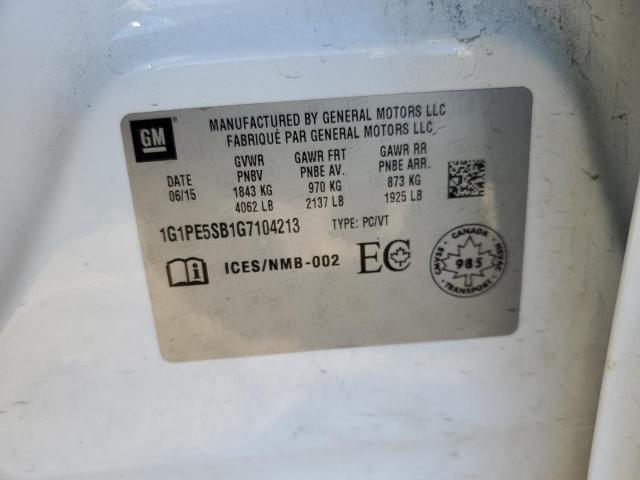 GM
MANUFACTURED BY GENERAL MOTORS LLC
FABRIQUÉ PAR GENERAL MOTORS LLC
GVWR GAWR FRT GAWR RR
DATE PNBV PNBE AV. PNBE ARR.
06/15 1843 KG 970 KG 873 KG
4062 LB 2137 LB 1925 LB
1G1PE5SB1G7104213 TYPE: PC/VT
ICES/NMB-002 EC
CANADA
CMVSS 985 NSVAC
TRANSPORT